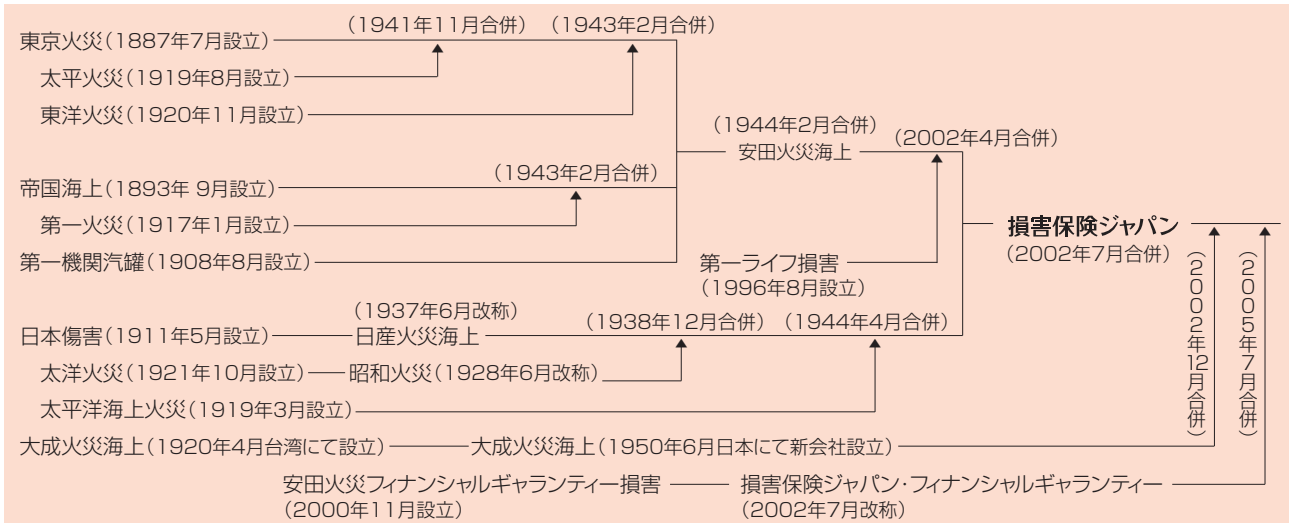 (1941年11月合併) (1943年2月合併)
東京火災(1887年7月設立)
太平火災(1919年8月設立)
東洋火災(1920年11月設立)
(1944年2月合併)
安田火災海上
(2002年4月合併)
(1943年2月合併)
帝国海上(1893年 9月設立)
第一火災(1917年1月設立)
第一機関汽罐(1908年8月設立)
第一ライフ損害
(1996年8月設立)
損害保険ジャパン
(2002年7月合併)
(2002年12月合併)
(2005年7月合併)
(1937年6月改称)
(1938年12月合併) (1944年4月合併)
日本傷害(1911年5月設立) 日産火災海上
太洋火災(1921年10月設立) 昭和火災(1928年6月改称)
太平洋海上火災(1919年3月設立)
大成火災海上(1920年4月台湾にて設立) 大成火災海上(1950年6月日本にて新会社設立)
安田火災フィナンシャルギャランティー損害 損害保険ジャパン・フィナンシャルギャランティー
(2000年11月設立) (2002年7月改称)